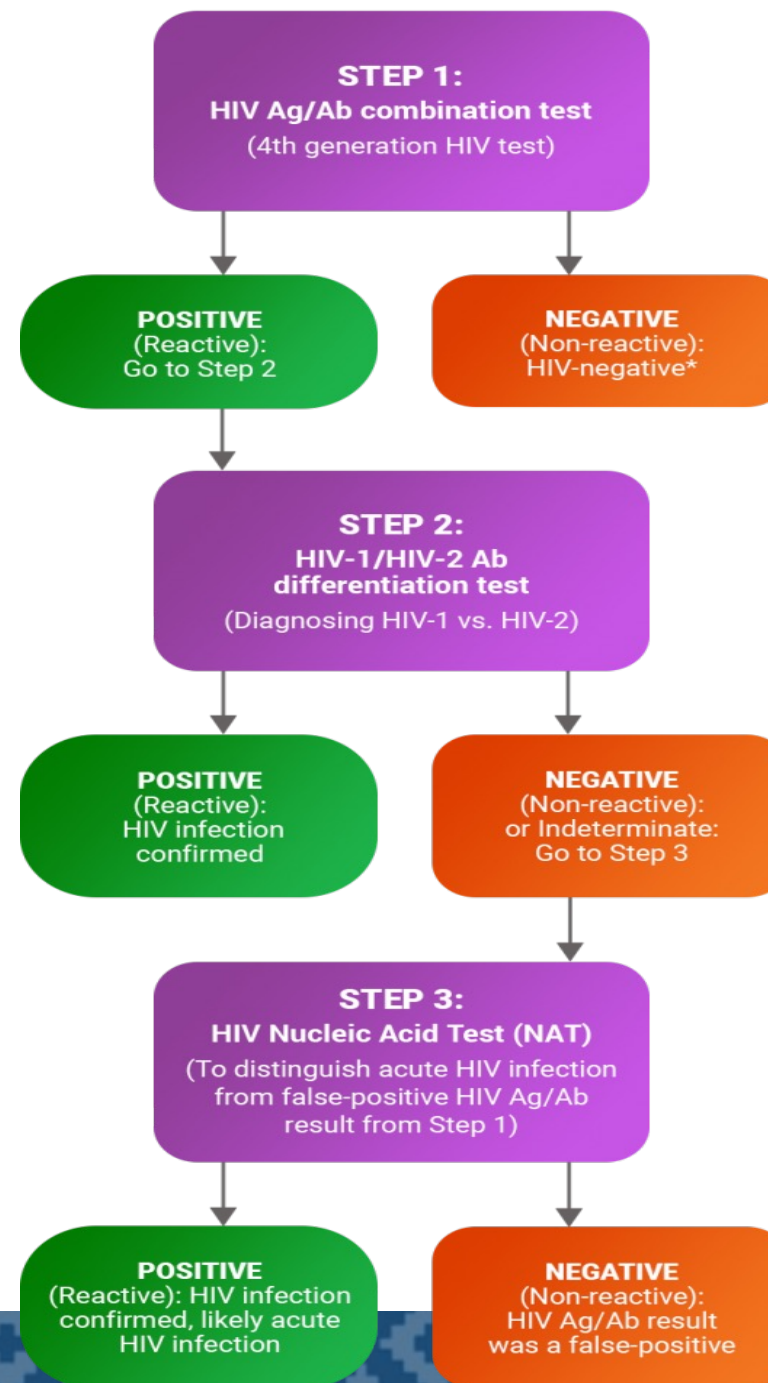 STEP 1:
HIV Ag/Ab combination test
(4th generation HIV test)
POSITIVE
(Reactive):
Go to Step 2
NEGATIVE
(Non-reactive):
HIV-negative*
STEP 2:
HIV-1/HIV-2 Ab
differentiation test
(Diagnosing HIV-1 vs. HIV-2)
POSITIVE
(Reactive):
HIV infection
confirmed
NEGATIVE
(Non-reactive):
or Indeterminate:
Go to Step 3
STEP 3:
HIV Nucleic Acid Test (NAT)
(To distinguish acute HIV infection
from false-positive HIV Ag/Ab
result from Step 1)
POSITIVE
(Reactive): HIV infection
confirmed, likely acute
HIV infection
NEGATIVE
(Non-reactive):
HIV Ag/Ab result
was a false-positive